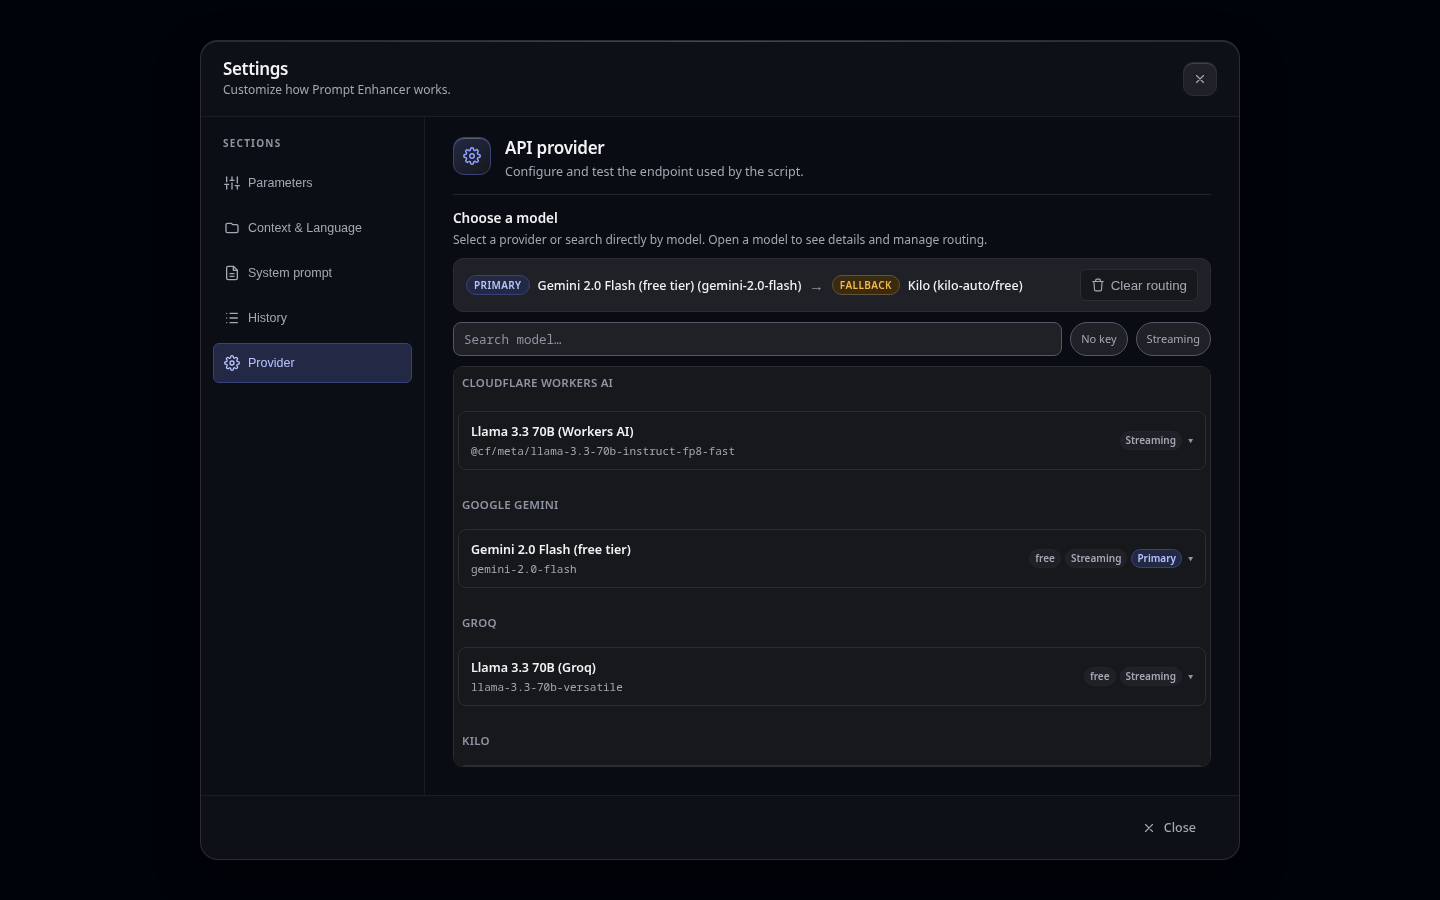 Settings
Customize how Prompt Enhancer works.
SECTIONS
Parameters
Context & Language
System prompt
History
Provider
API provider
Configure and test the endpoint used by the script.
Choose a model
Select a provider or search directly by model. Open a model to see details and manage routing.
PRIMARY Gemini 2.0 Flash (free tier) (gemini-2.0-flash) → FALLBACK Kilo (kilo-auto/free) Clear routing
Search model… No key Streaming
CLOUDFLARE WORKERS AI
Llama 3.3 70B (Workers AI)
@cf/meta/llama-3.3-70b-instruct-fp8-fast
Streaming
GOOGLE GEMINI
Gemini 2.0 Flash (free tier)
gemini-2.0-flash
free Streaming Primary
GROQ
Llama 3.3 70B (Groq)
llama-3.3-70b-versatile
free Streaming
KILO
Close